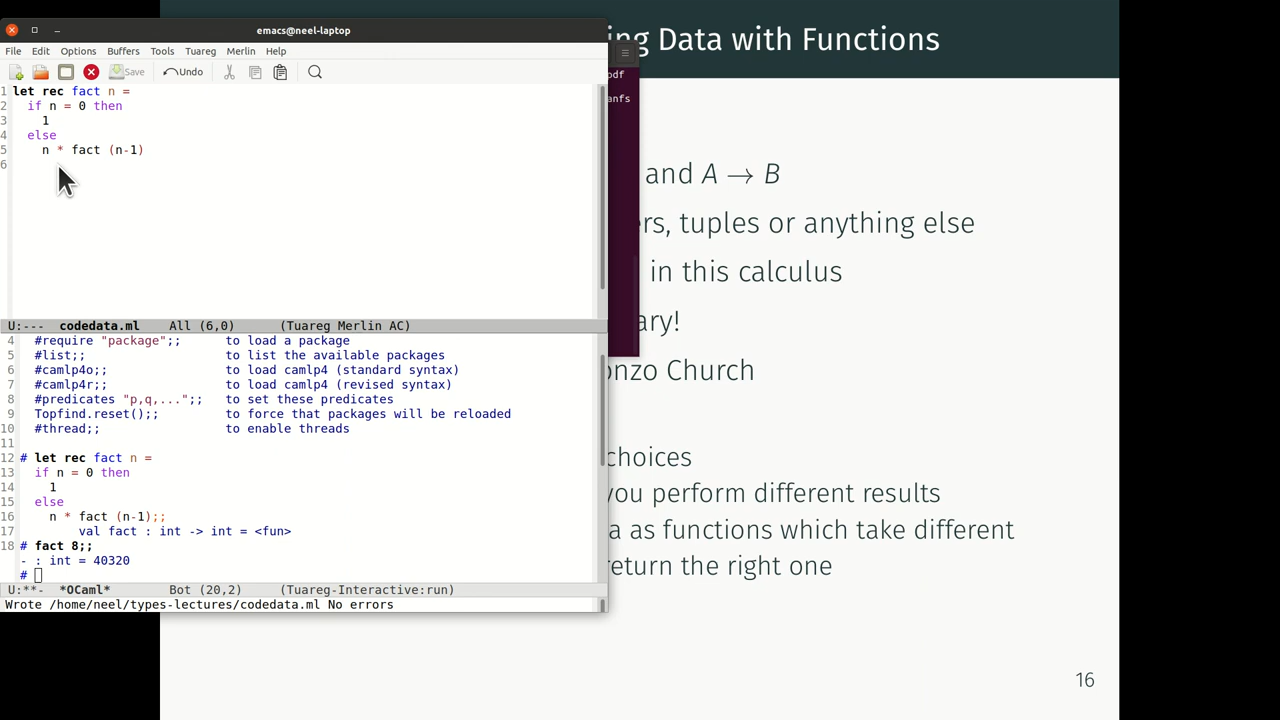 emacs@neel-laptop
File Edit Options Buffers Tools Tuareg Merlin Help
Save Undo
1 let rec fact n =
2 if n = 0 then
3 1
4 else
5 n * fact (n-1)
6
U:--- codedata.ml All (6,0) (Tuareg Merlin AC)
4 #require "package";; to load a package
5 #list;; to list the available packages
6 #camlp4o;; to load camlp4 (standard syntax)
7 #camlp4r;; to load camlp4 (revised syntax)
8 #predicates "p,q,...";; to set these predicates
9 Topfind.reset();; to force that packages will be reloaded
10 #thread;; to enable threads
11
12 # let rec fact n =
13 if n = 0 then
14 1
15 else
16 n * fact (n-1);;
17 val fact : int -> int = <fun>
18 # fact 8;;
- : int = 40320
#
U:**- *OCaml* Bot (20,2) (Tuareg-Interactive:run)
Wrote /home/neel/types-lectures/codedata.ml No errors
ing Data with Functions
and A → B
ers, tuples or anything else
in this calculus
ary!
onzo Church
choices
you perform different results
a as functions which take different
return the right one
16